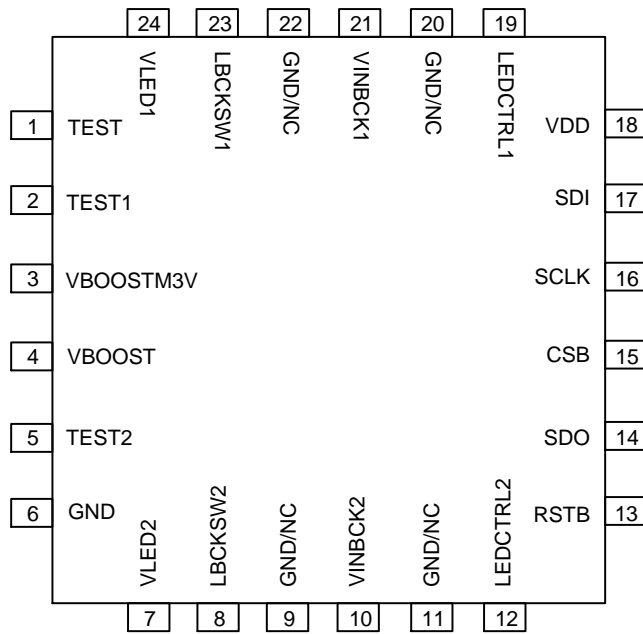 24 23 22 21 20 19
VLED1 LBCKSW1 GND/NC VINBCK1 GND/NC LEDCTRL1
1 TEST VDD 18
2 TEST1 SDI 17
3 VBOOSTM3V SCLK 16
4 VBOOST CSB 15
5 TEST2 SDO 14
6 GND RSTB 13
VLED2 LBCKSW2 GND/NC VINBCK2 GND/NC LEDCTRL2
7 8 9 10 11 12